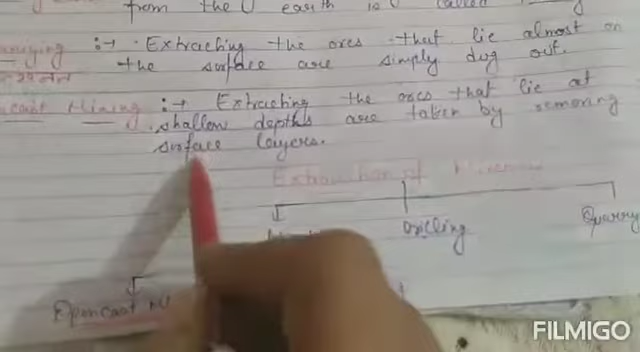 from the earth is called
:→ Extracting the ores that lie almost on
the surface are simply dug out.
Mining :→ Extracting the ores that lie at
shallow depths are taken by removing
surface layers.
Extraction of
Drilling
Quarry
Opencast
FILMIGO